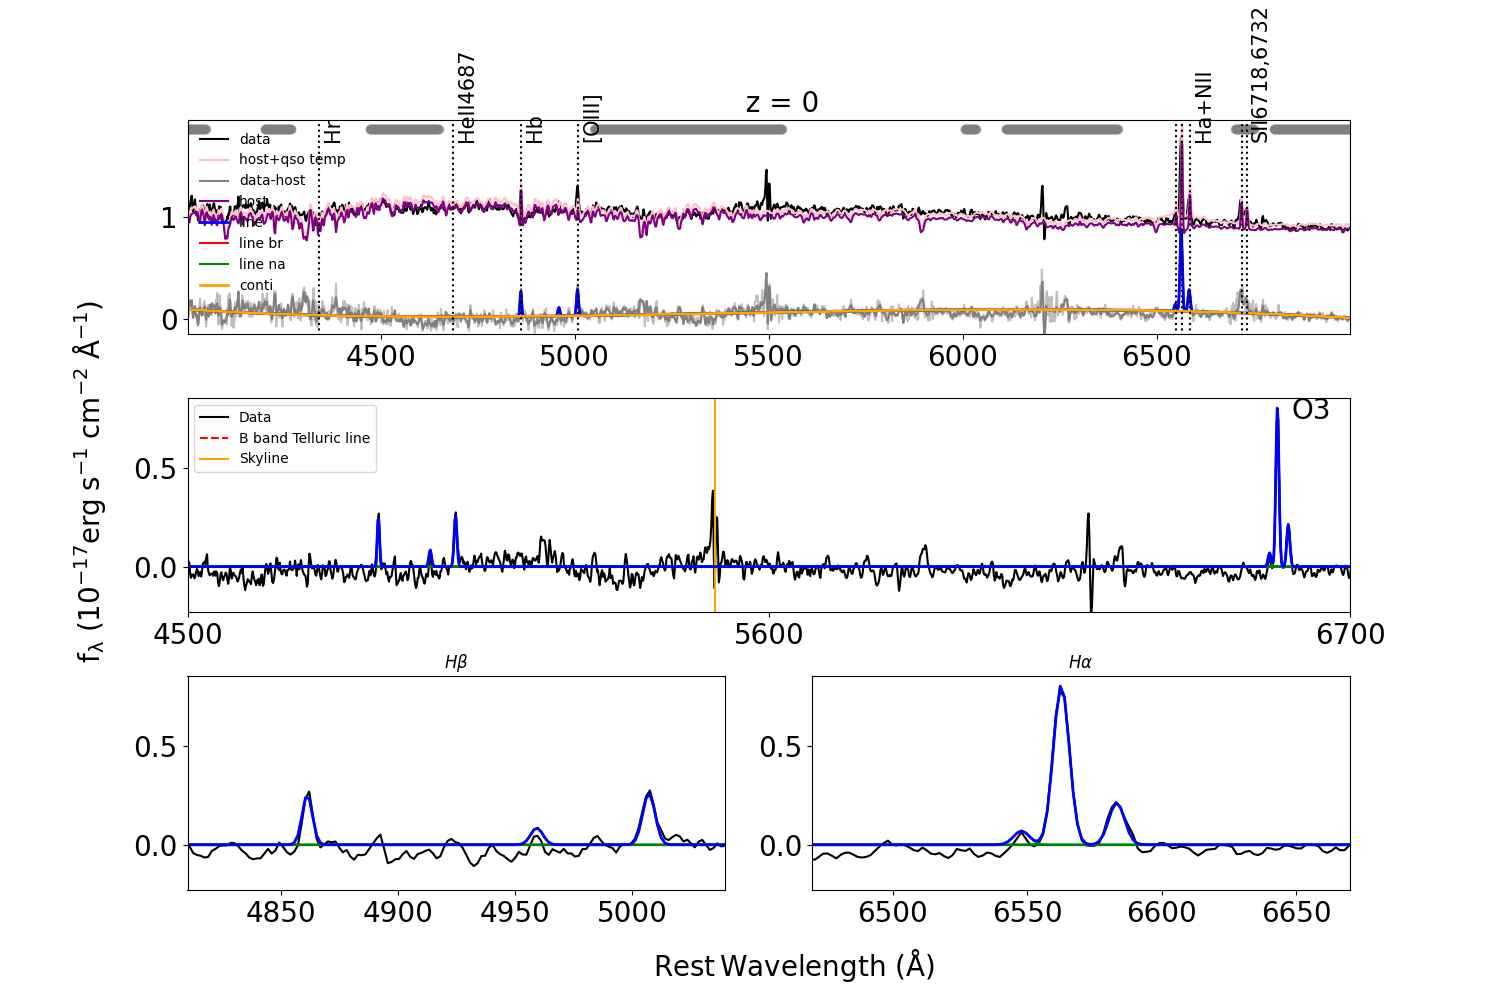 z = 0
Hr
HeII4687
Hb
[OIII]
Ha+NII
SII6718,6732
data
host+qso temp
data-host
host
line
line br
line na
conti
1
0
4500 5000 5500 6000 6500
fλ (10⁻¹⁷erg s⁻¹ cm⁻² Å⁻¹)
Data
B band Telluric line
Skyline
O3
0.5
0.0
4500 5600 6700
Hβ
0.5
0.0
4850 4900 4950 5000
Hα
0.5
0.0
6500 6550 6600 6650
Rest Wavelength (Å)